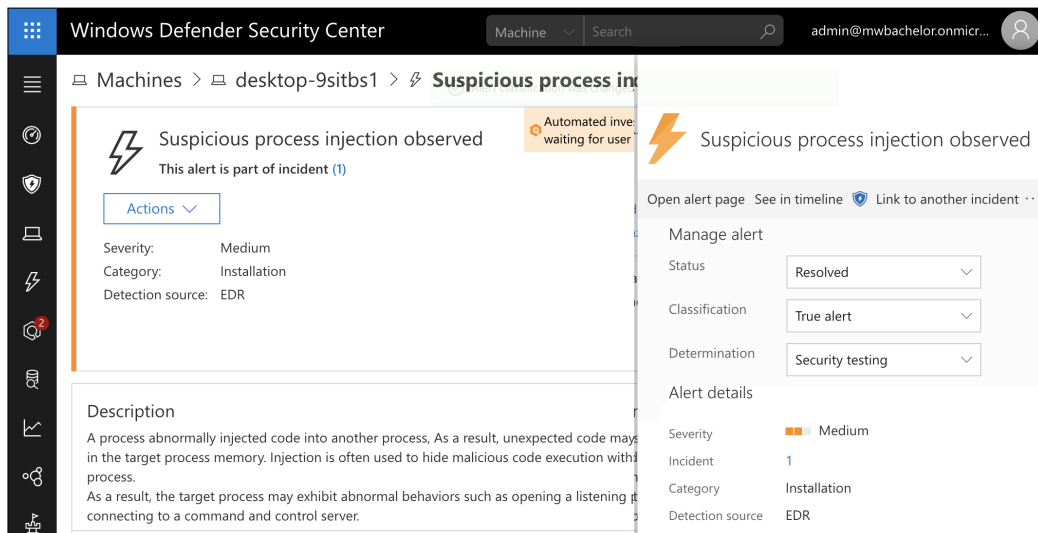 Windows Defender Security Center
Machine
Search
admin@mwbachelor.onmicr...
Machines > desktop-9sitbs1 > Suspicious process in
Suspicious process injection observed
This alert is part of incident (1)
Automated inve
waiting for user
Actions
Severity: Medium
Category: Installation
Detection source: EDR
2
Description
A process abnormally injected code into another process, As a result, unexpected code may
in the target process memory. Injection is often used to hide malicious code execution with
process.
As a result, the target process may exhibit abnormal behaviors such as opening a listening
connecting to a command and control server.
Suspicious process injection observed
Open alert page See in timeline Link to another incident ··
Manage alert
Status Resolved
Classification True alert
Determination Security testing
Alert details
Severity Medium
Incident 1
Category Installation
Detection source EDR